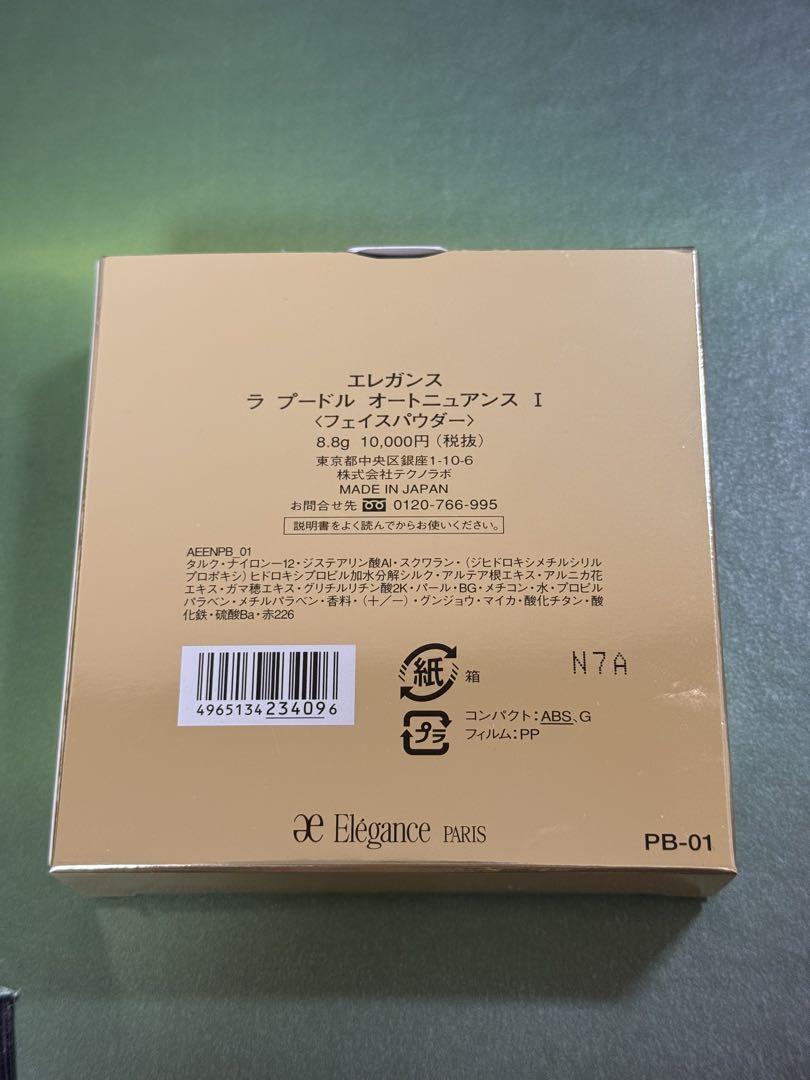 エレガンス
ラ プードル オートニュアンス I
〈フェイスパウダー〉
8.8g 10,000円(税抜)
東京都中央区銀座1-10-6
株式会社テクノラボ
MADE IN JAPAN
お問合せ先 0120-766-995
説明書をよく読んでからお使いください。
AEENPB_01
タルク・ナイロン―12・ジステアリン酸Al・スクワラン・(ジヒドロキシメチルシリル
プロポキシ)ヒドロキシプロピル加水分解シルク・アルテア根エキス・アルニカ花
エキス・ガマ穂エキス・グリチルリチン酸2K・パール・BG・メチコン・水・プロピル
パラベン・メチルパラベン・香料・(+/―)・グンジョウ・マイカ・酸化チタン・酸
化鉄・硫酸Ba・赤226
4965134234096
紙 箱
N7A
プラ コンパクト:ABS、G
フィルム:PP
ae Elégance PARIS
PB-01